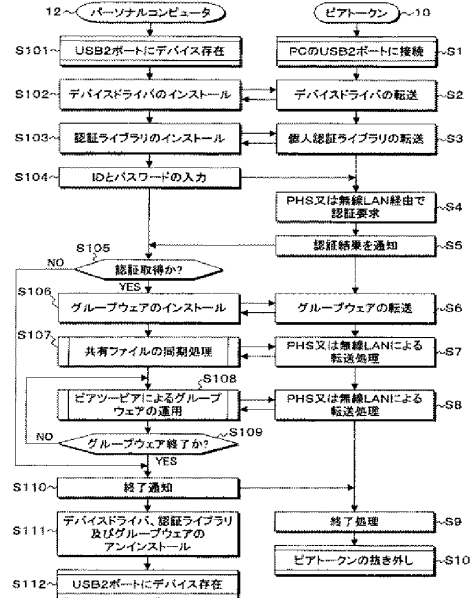 12
パーソナルコンピュータ
ピアトークン
10
S101
USB2ポートにデバイス存在
PCのUSB2ポートに接続
S1
S102
デバイスドライバのインストール
デバイスドライバの転送
S2
S103
認証ライブラリのインストール
個人認証ライブラリの転送
S3
S104
IDとパスワードの入力
PHS又は無線LAN経由で
認証要求
S4
認証結果を通知
S5
S105
NO
認証取得か?
YES
S106
グループウェアのインストール
グループウェアの転送
S6
S107
共有ファイルの同期処理
PHS又は無線LANによる
転送処理
S7
S108
ピアツーピアによるグループ
ウェアの運用
PHS又は無線LANによる
転送処理
S8
NO
グループウェア終了か?
S109
YES
S110
終了通知
S111
デバイスドライバ、認証ライブラリ
及びグループウェアの
アンインストール
終了処理
S9
ピアトークンの抜き外し
S10
S112
USB2ポートにデバイス存在